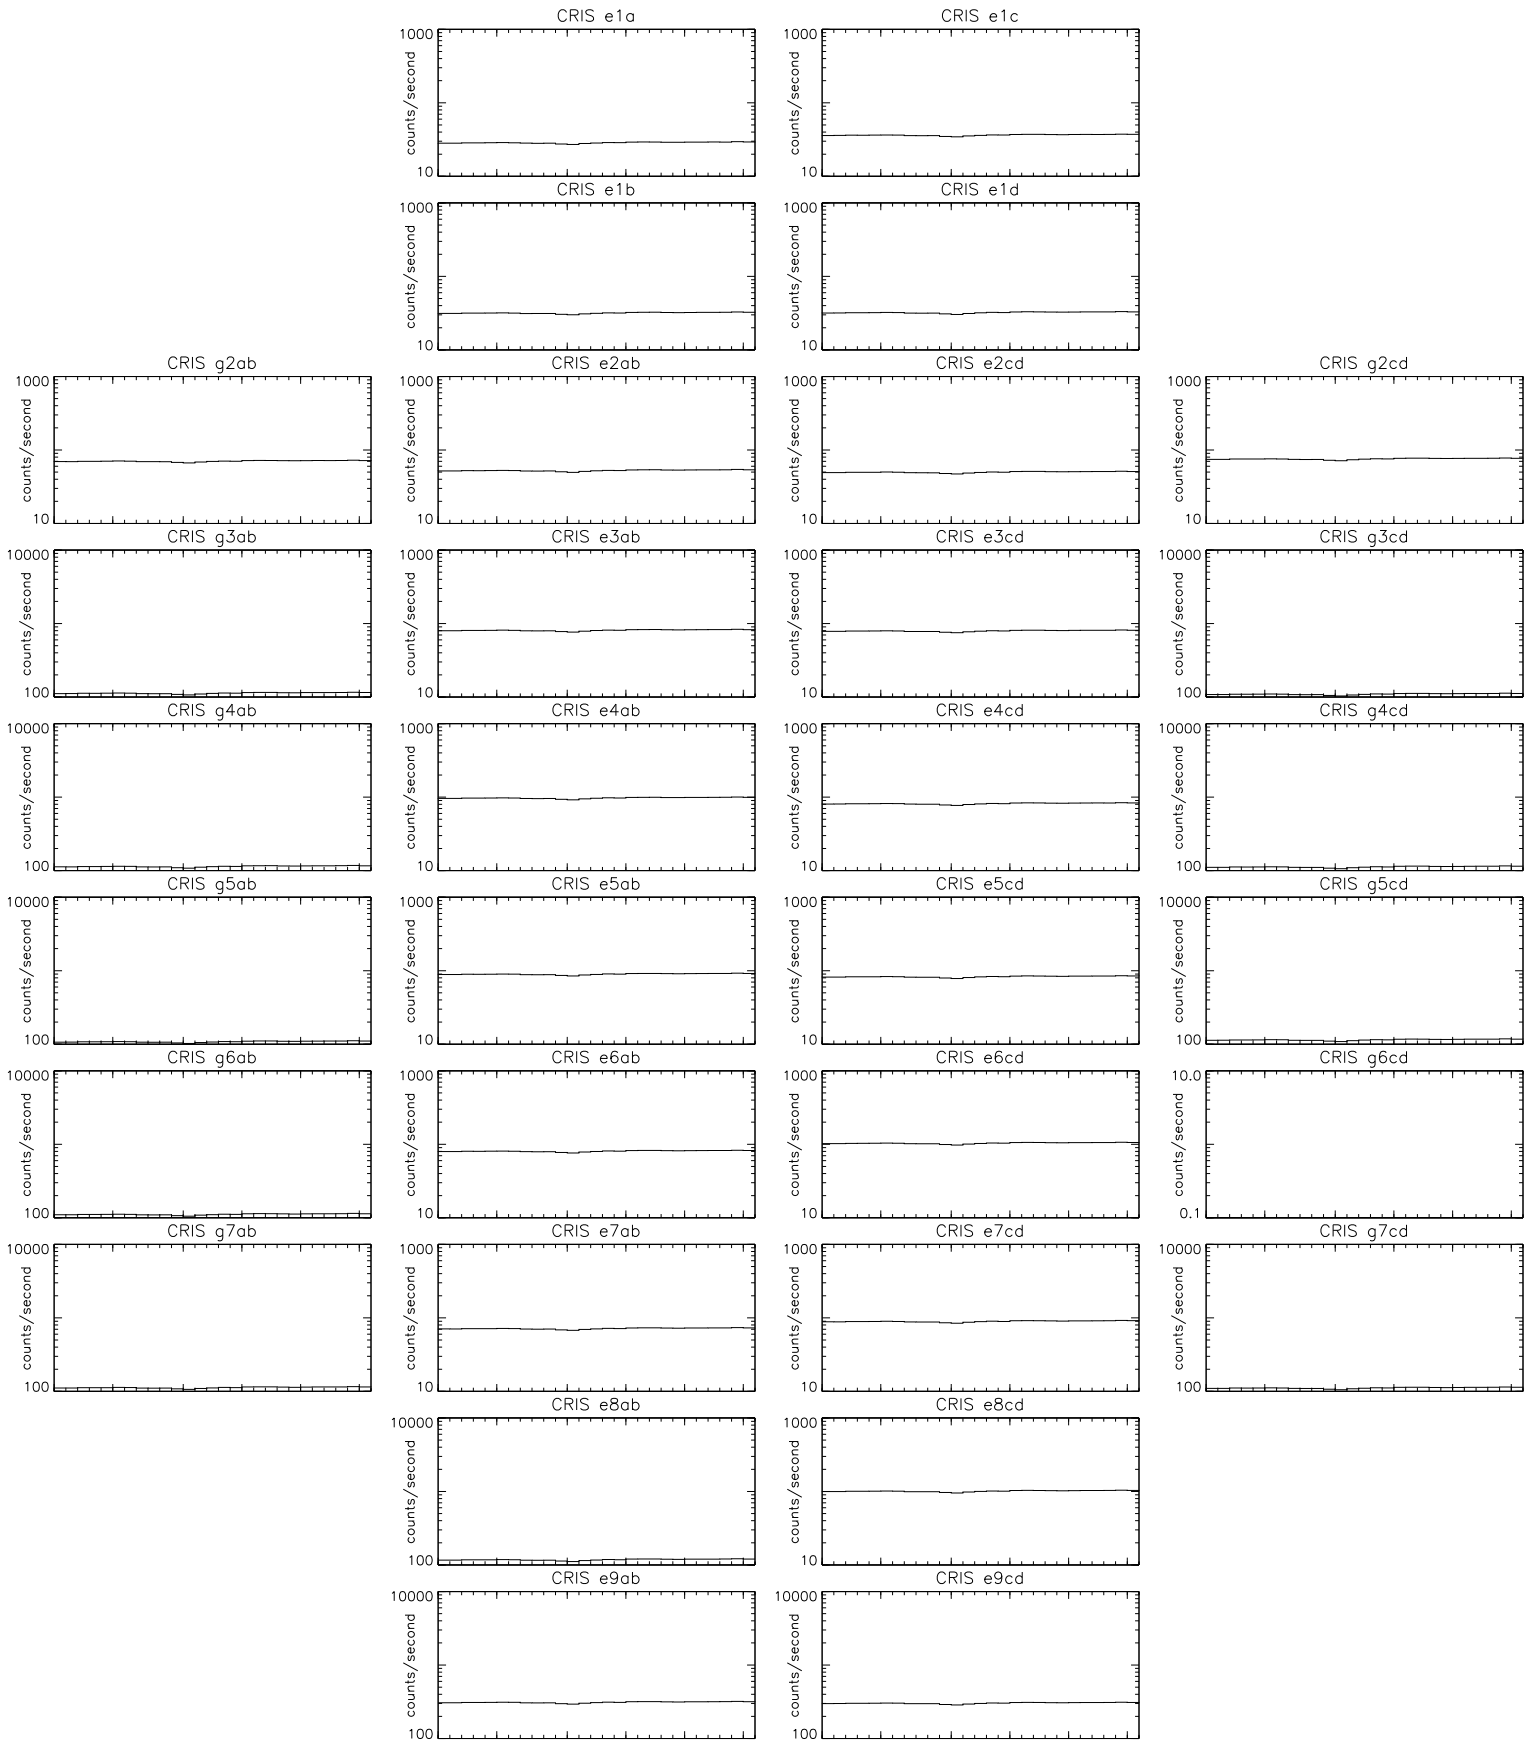 CRIS e1a
1000
counts/second
10
CRIS e1c
1000
counts/second
10
CRIS e1b
1000
counts/second
10
CRIS e1d
1000
counts/second
10
CRIS g2ab
1000
counts/second
10
CRIS e2ab
1000
counts/second
10
CRIS e2cd
1000
counts/second
10
CRIS g2cd
1000
counts/second
10
CRIS g3ab
10000
counts/second
100
CRIS e3ab
1000
counts/second
10
CRIS e3cd
1000
counts/second
10
CRIS g3cd
10000
counts/second
100
CRIS g4ab
10000
counts/second
100
CRIS e4ab
1000
counts/second
10
CRIS e4cd
1000
counts/second
10
CRIS g4cd
10000
counts/second
100
CRIS g5ab
10000
counts/second
100
CRIS e5ab
1000
counts/second
10
CRIS e5cd
1000
counts/second
10
CRIS g5cd
10000
counts/second
100
CRIS g6ab
10000
counts/second
100
CRIS e6ab
1000
counts/second
10
CRIS e6cd
1000
counts/second
10
CRIS g6cd
10.0
counts/second
0.1
CRIS g7ab
10000
counts/second
100
CRIS e7ab
1000
counts/second
10
CRIS e7cd
1000
counts/second
10
CRIS g7cd
10000
counts/second
100
CRIS e8ab
10000
counts/second
100
CRIS e8cd
1000
counts/second
10
CRIS e9ab
10000
counts/second
100
CRIS e9cd
10000
counts/second
100